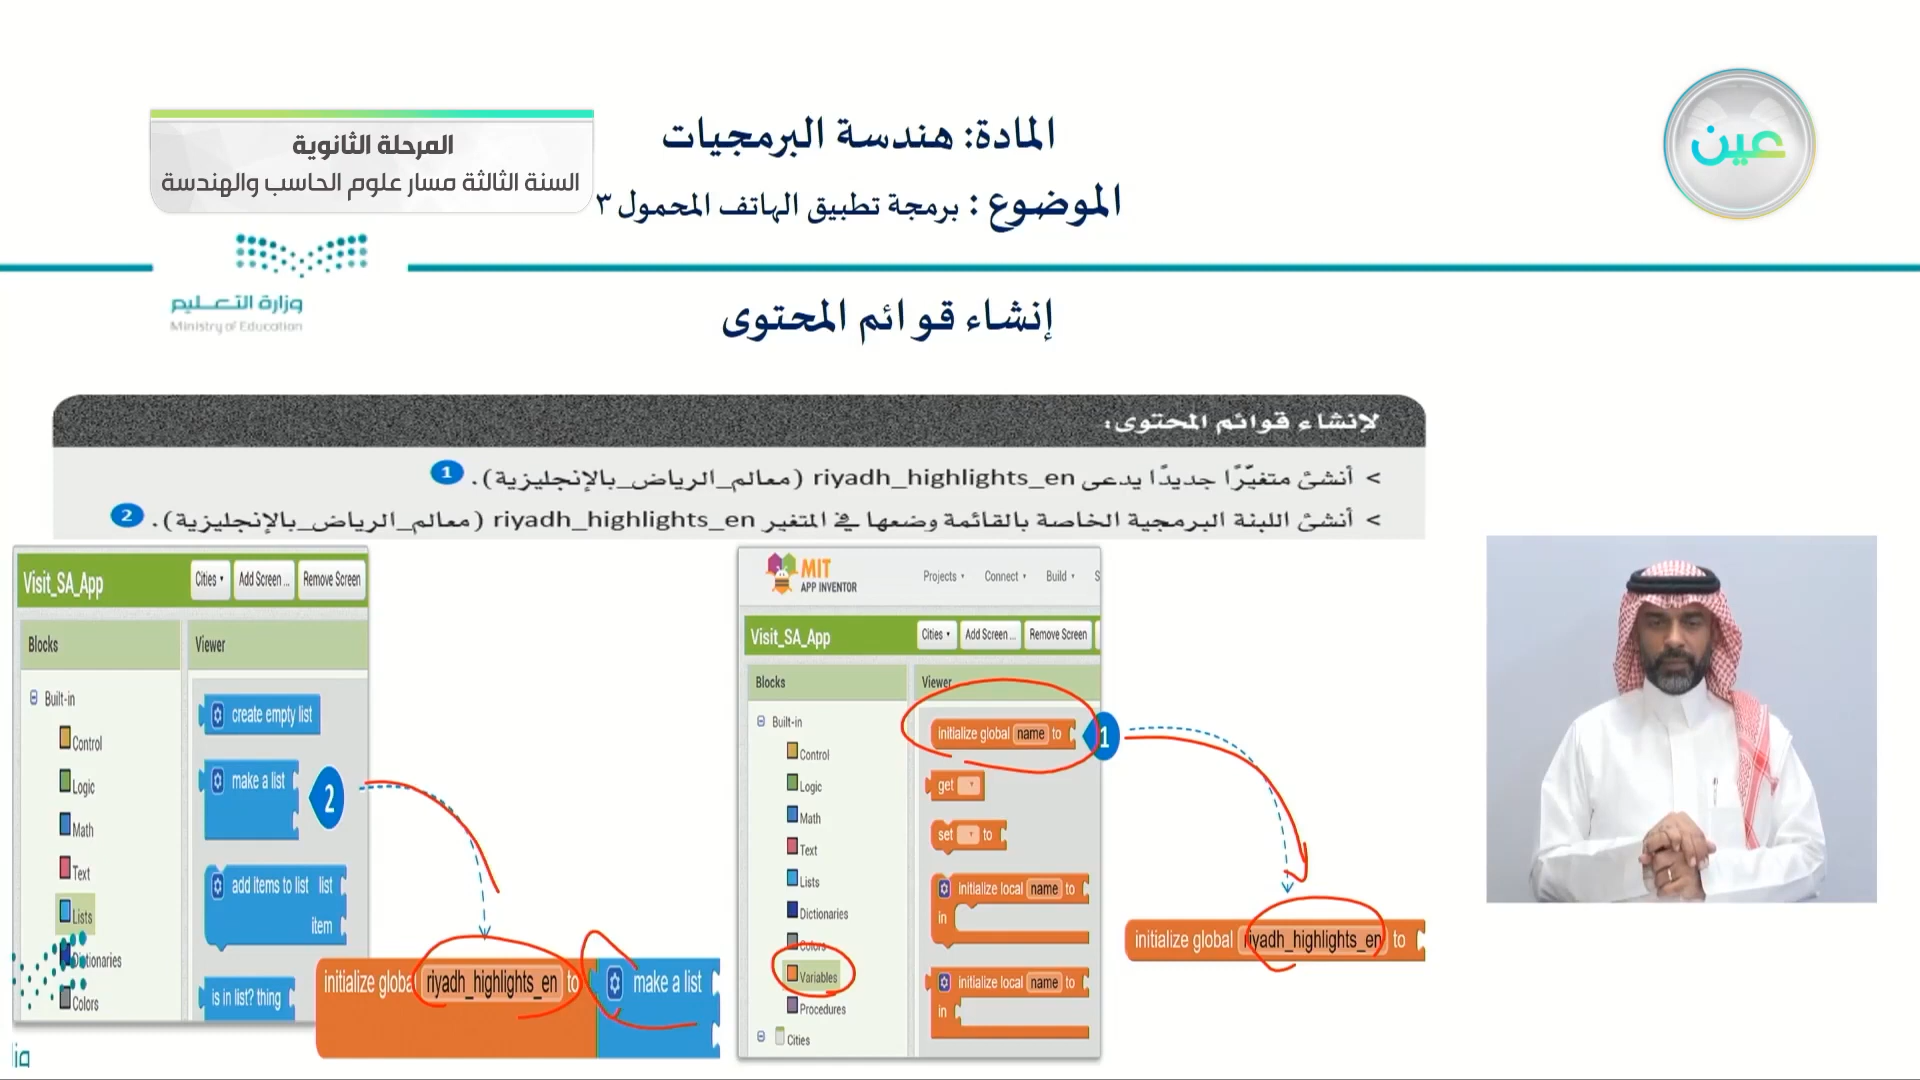 المرحلة الثانوية
السنة الثالثة مسار علوم الحاسب والهندسة
المادة: هندسة البرمجيات
الموضوع : برمجة تطبيق الهاتف المحمول ٣
عين
وزارة التعليم
Ministry of Education
إنشاء قوائم المحتوى
لإنشاء قوائم المحتوى:
> أنشئ متغيّرًا جديدًا يدعى riyadh_highlights_en (معالم_الرياض_بالإنجليزية). 1
> أنشئ اللبنة البرمجية الخاصة بالقائمة وضعها في المتغير riyadh_highlights_en (معالم_الرياض_بالإنجليزية). 2
Visit_SA_App
Cities
Add Screen ...
Remove Screen
Blocks
Viewer
Built-in
Control
Logic
Math
Text
Lists
Dictionaries
Colors
create empty list
make a list
2
add items to list list
item
is in list? thing
initialize global riyadh_highlights_en to make a list
MIT
APP INVENTOR
Projects
Connect
Build
S
Visit_SA_App
Cities
Add Screen ...
Remove Screen
Blocks
Viewer
Built-in
Control
Logic
Math
Text
Lists
Dictionaries
Colors
Variables
Procedures
Cities
initialize global name to
1
get
set to
initialize local name to
in
initialize local name to
in
initialize global riyadh_highlights_en to